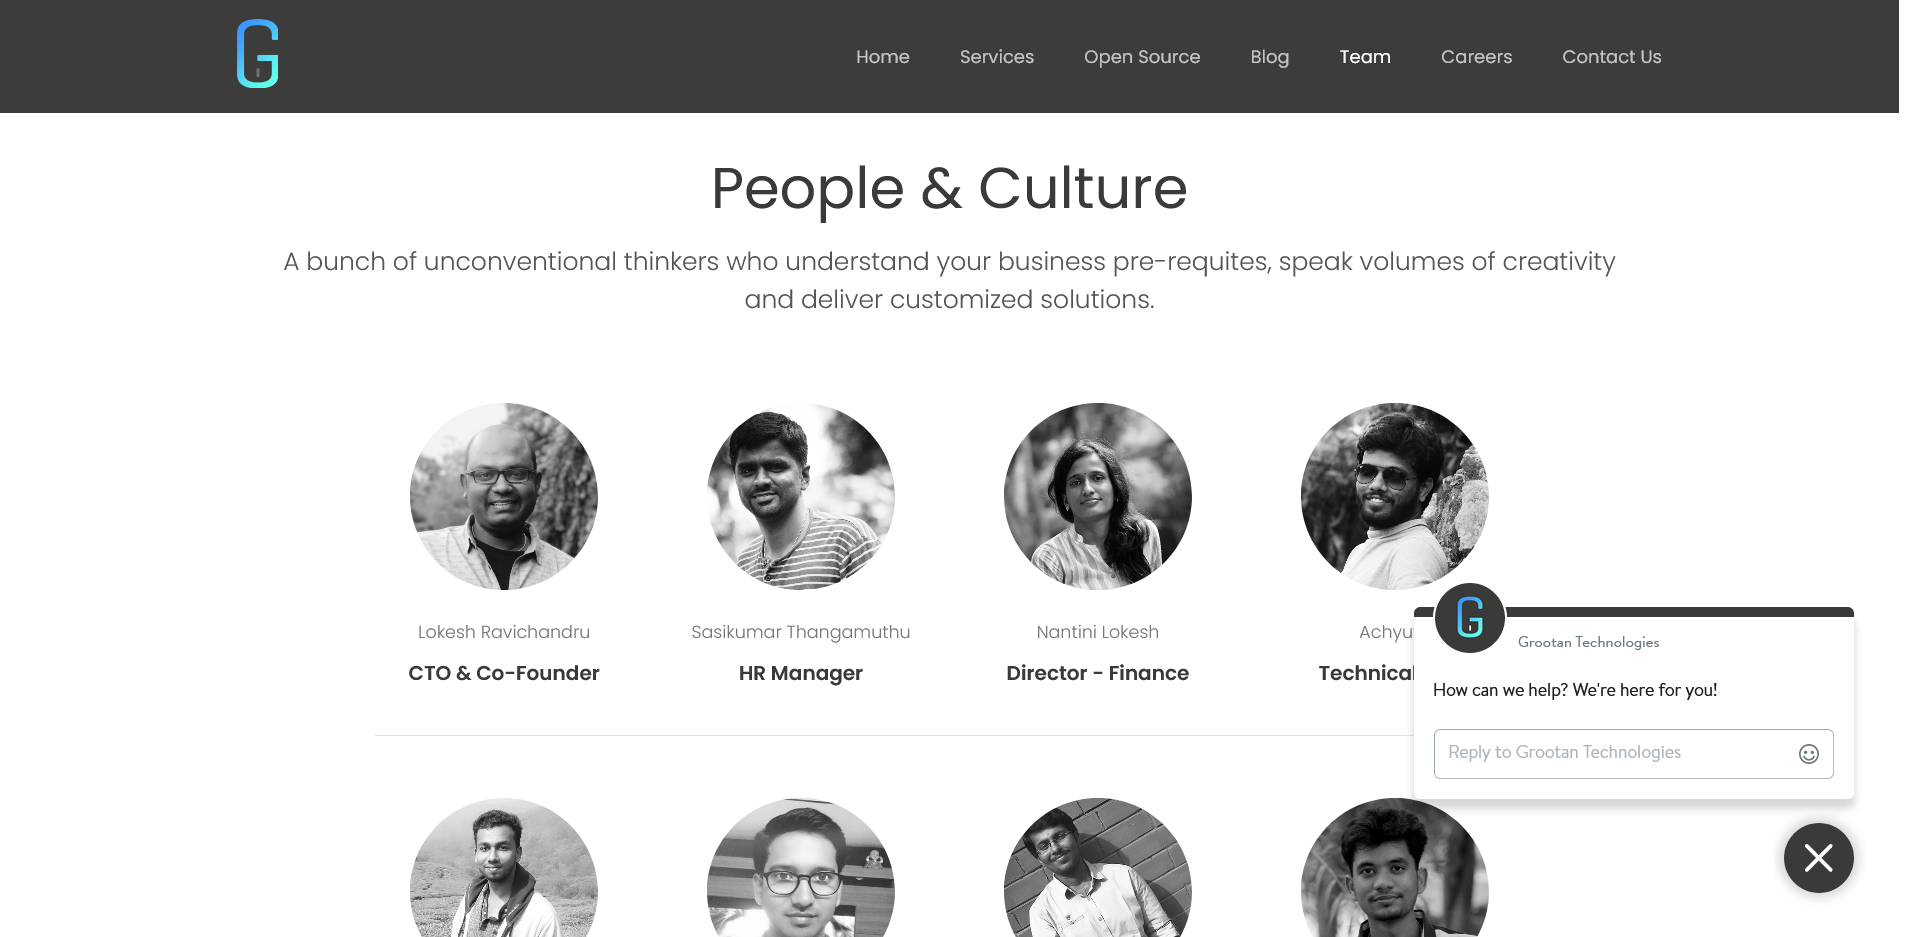 G
Home Services Open Source Blog Team Careers Contact Us
People & Culture
A bunch of unconventional thinkers who understand your business pre-requites, speak volumes of creativity
and deliver customized solutions.
Lokesh Ravichandru
CTO & Co-Founder
Sasikumar Thangamuthu
HR Manager
Nantini Lokesh
Director - Finance
Technical
G
Grootan Technologies
How can we help? We're here for you!
Reply to Grootan Technologies